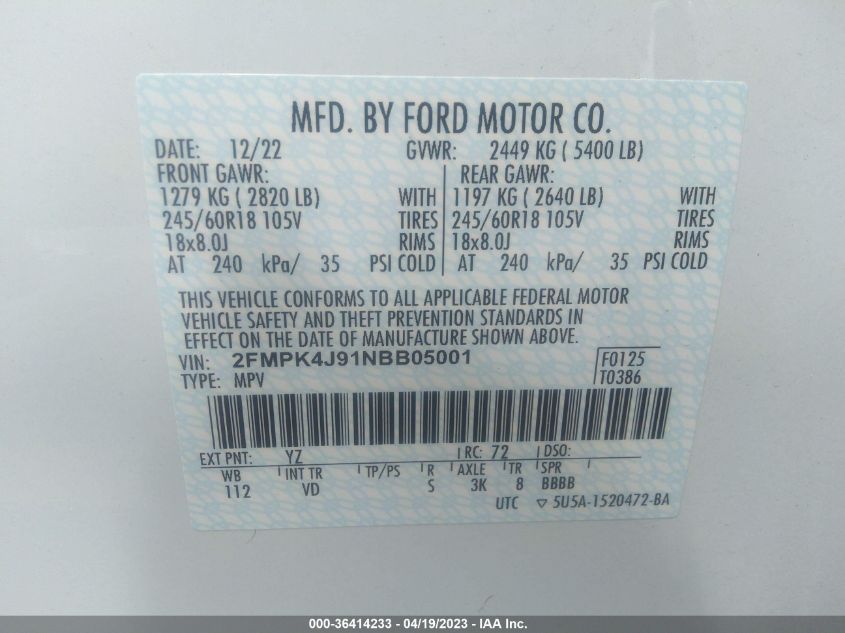 MFD. BY FORD MOTOR CO.
DATE: 12/22 GVWR: 2449 KG ( 5400 LB)
FRONT GAWR: REAR GAWR:
1279 KG ( 2820 LB) WITH 1197 KG ( 2640 LB) WITH
245/60R18 105V TIRES 245/60R18 105V TIRES
18x8.0J RIMS 18x8.0J RIMS
AT 240 kPa/ 35 PSI COLD AT 240 kPa/ 35 PSI COLD
THIS VEHICLE CONFORMS TO ALL APPLICABLE FEDERAL MOTOR
VEHICLE SAFETY AND THEFT PREVENTION STANDARDS IN
EFFECT ON THE DATE OF MANUFACTURE SHOWN ABOVE.
VIN: 2FMPK4J91NBB05001 F0125
TYPE: MPV T0386
EXT PNT: YZ RC: 72 DSO:
WB INT TR TP/PS R AXLE TR SPR
112 VD S 3K 8 BBBB
UTC ▽ 5U5A-1520472-BA
000-36414233 - 04/19/2023 - IAA Inc.